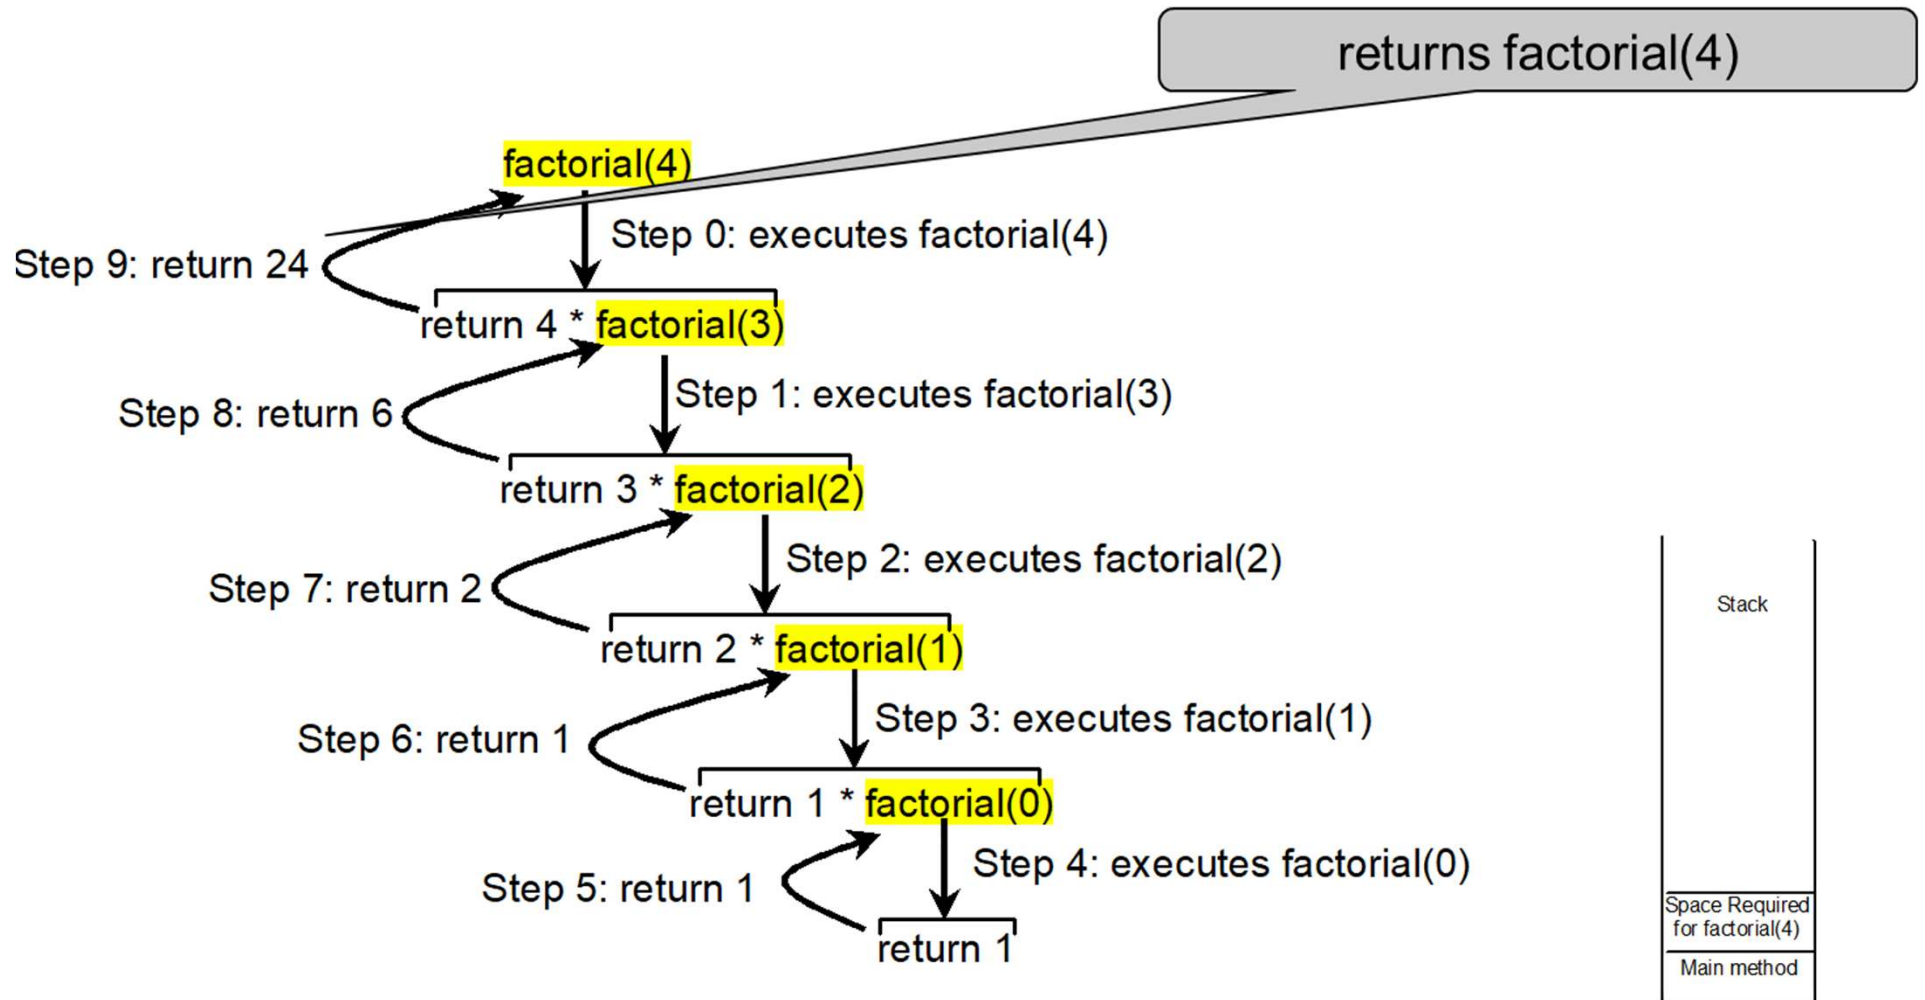 returns factorial(4)
factorial(4)
Step 0: executes factorial(4)
Step 9: return 24
return 4 * factorial(3)
Step 1: executes factorial(3)
Step 8: return 6
return 3 * factorial(2)
Step 2: executes factorial(2)
Step 7: return 2
Stack
return 2 * factorial(1)
Step 3: executes factorial(1)
Step 6: return 1
return 1 * factorial(0)
Step 4: executes factorial(0)
Step 5: return 1
return 1
Space Required
for factorial(4)
Main method